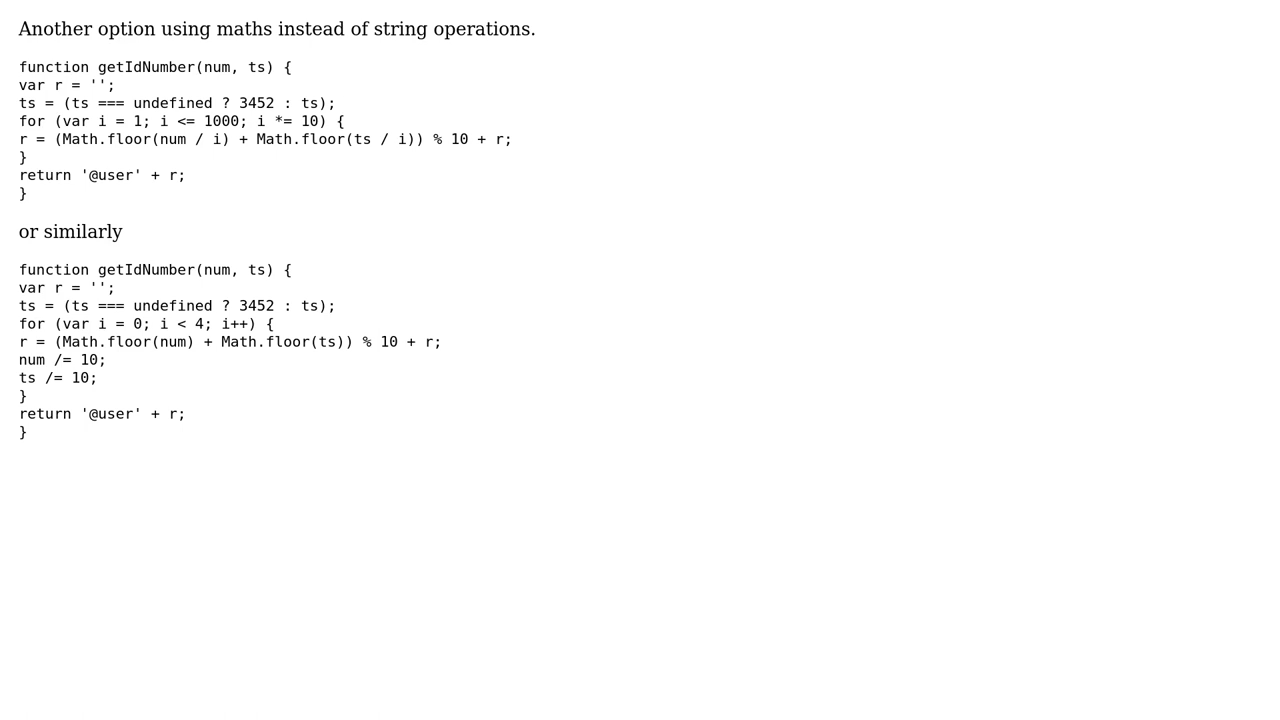 Another option using maths instead of string operations.
function getIdNumber(num, ts) {
var r = '';
ts = (ts === undefined ? 3452 : ts);
for (var i = 1; i <= 1000; i *= 10) {
r = (Math.floor(num / i) + Math.floor(ts / i)) % 10 + r;
}
return '@user' + r;
}
or similarly
function getIdNumber(num, ts) {
var r = '';
ts = (ts === undefined ? 3452 : ts);
for (var i = 0; i < 4; i++) {
r = (Math.floor(num) + Math.floor(ts)) % 10 + r;
num /= 10;
ts /= 10;
}
return '@user' + r;
}